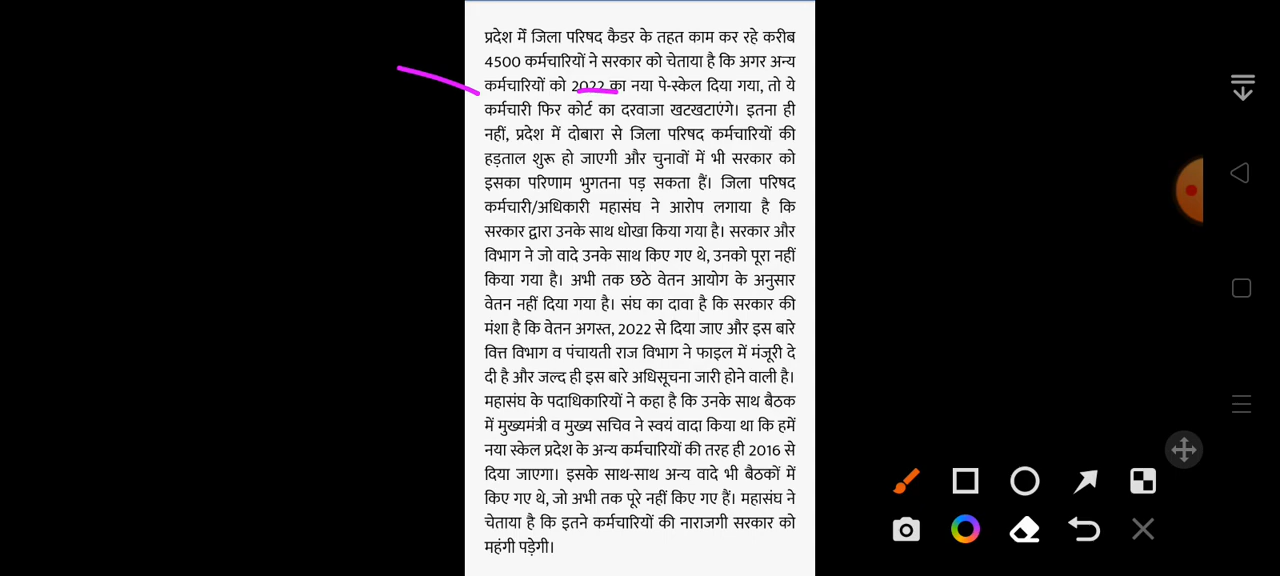 प्रदेश में जिला परिषद कैडर के तहत काम कर रहे करीब
4500 कर्मचारियों ने सरकार को चेताया है कि अगर अन्य
कर्मचारियों को 2022 का नया पे-स्केल दिया गया, तो ये
कर्मचारी फिर कोर्ट का दरवाजा खटखटाएंगे। इतना ही
नहीं, प्रदेश में दोबारा से जिला परिषद कर्मचारियों की
हड़ताल शुरू हो जाएगी और चुनावों में भी सरकार को
इसका परिणाम भुगतना पड़ सकता हैं। जिला परिषद
कर्मचारी/अधिकारी महासंघ ने आरोप लगाया है कि
सरकार द्वारा उनके साथ धोखा किया गया है। सरकार और
विभाग ने जो वादे उनके साथ किए गए थे, उनको पूरा नहीं
किया गया है। अभी तक छठे वेतन आयोग के अनुसार
वेतन नहीं दिया गया है। संघ का दावा है कि सरकार की
मंशा है कि वेतन अगस्त, 2022 से दिया जाए और इस बारे
वित्त विभाग व पंचायती राज विभाग ने फाइल में मंजूरी दे
दी है और जल्द ही इस बारे अधिसूचना जारी होने वाली है।
महासंघ के पदाधिकारियों ने कहा है कि उनके साथ बैठक
में मुख्यमंत्री व मुख्य सचिव ने स्वयं वादा किया था कि हमें
नया स्केल प्रदेश के अन्य कर्मचारियों की तरह ही 2016 से
दिया जाएगा। इसके साथ-साथ अन्य वादे भी बैठकों में
किए गए थे, जो अभी तक पूरे नहीं किए गए हैं। महासंघ ने
चेताया है कि इतने कर्मचारियों की नाराजगी सरकार को
महंगी पड़ेगी।